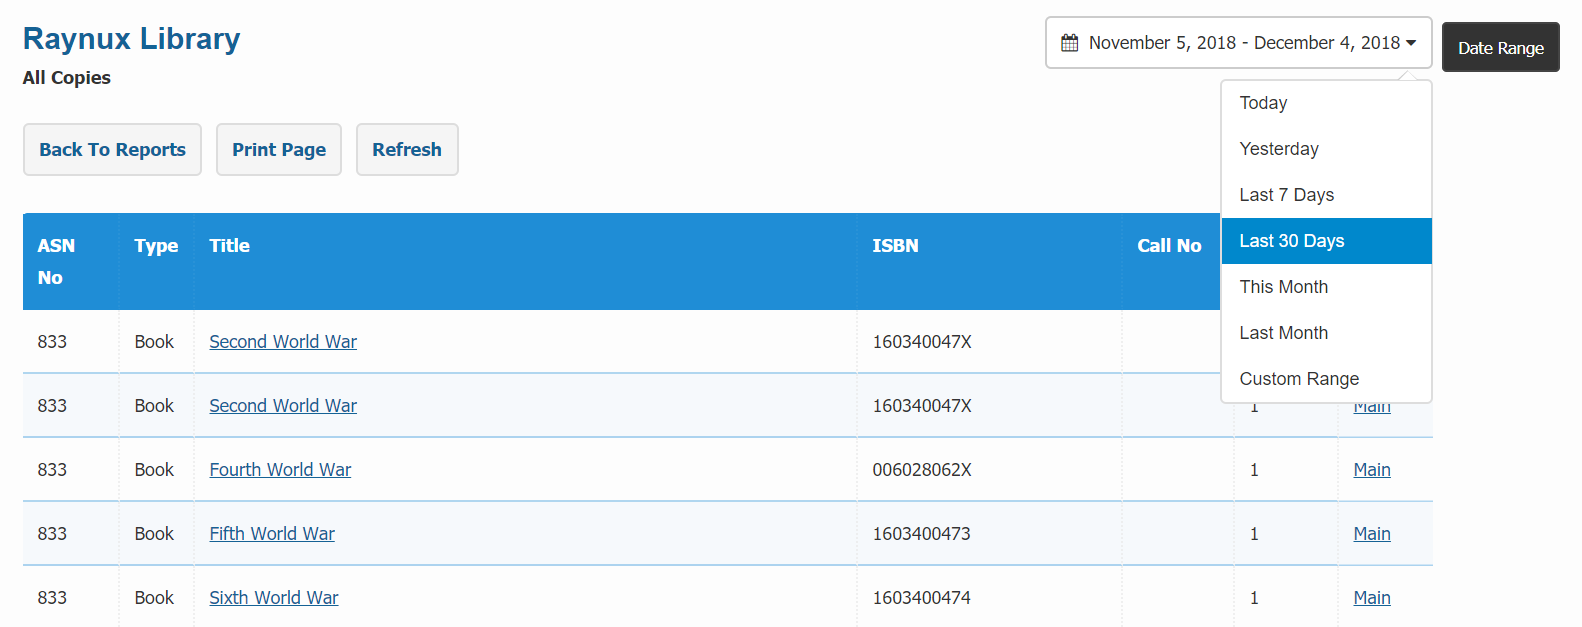 Raynux Library
All Copies
November 5, 2018 - December 4, 2018
Date Range
Today
Yesterday
Last 7 Days
Last 30 Days
This Month
Last Month
Custom Range
Back To Reports Print Page Refresh
ASN No Type Title ISBN Call No
833 Book Second World War 160340047X
833 Book Second World War 160340047X 1 Main
833 Book Fourth World War 006028062X 1 Main
833 Book Fifth World War 1603400473 1 Main
833 Book Sixth World War 1603400474 1 Main